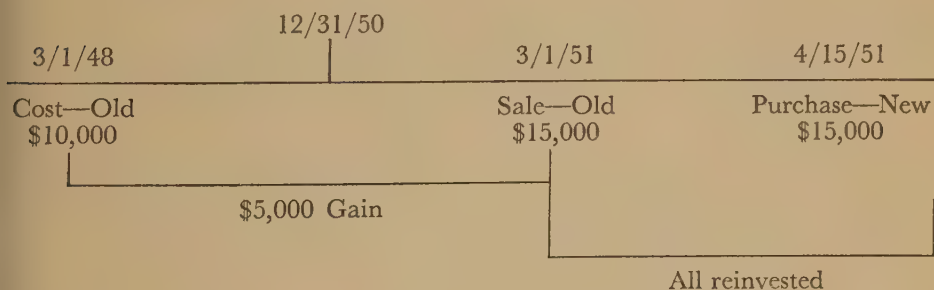 12/31/50
3/1/48 3/1/51 4/15/51
Cost—Old Sale—Old Purchase—New
$10,000 $15,000 $15,000
$5,000 Gain
All reinvested